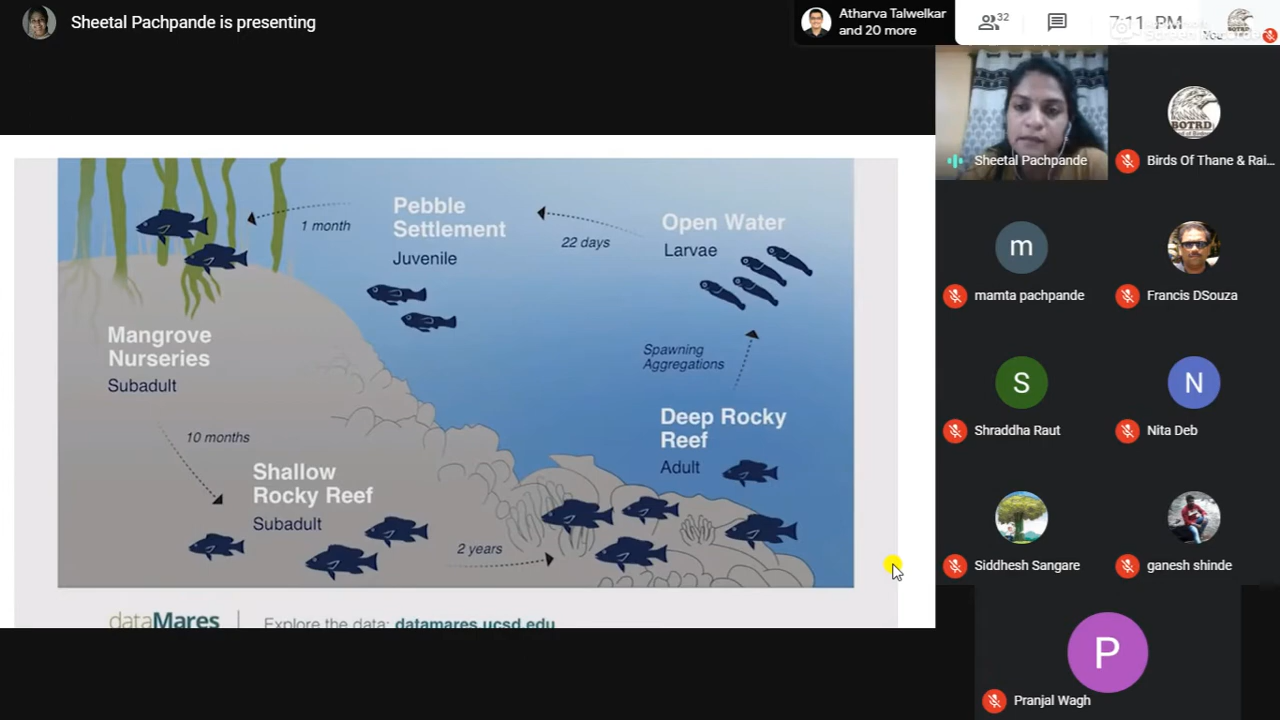 Sheetal Pachpande is presenting
Atharva Talwelkar
and 20 more
32
7:11 PM
You
Pebble
Settlement
Juvenile
1 month
22 days
Open Water
Larvae
Mangrove
Nurseries
Subadult
Spawning
Aggregations
Deep Rocky
Reef
Adult
10 months
Shallow
Rocky Reef
Subadult
2 years
dataMares
Explore the data: datamares.ucsd.edu
Sheetal Pachpande
BOTRD
Birds Of Thane & Rai...
m
mamta pachpande
Francis DSouza
S
Shraddha Raut
N
Nita Deb
Siddhesh Sangare
ganesh shinde
P
Pranjal Wagh